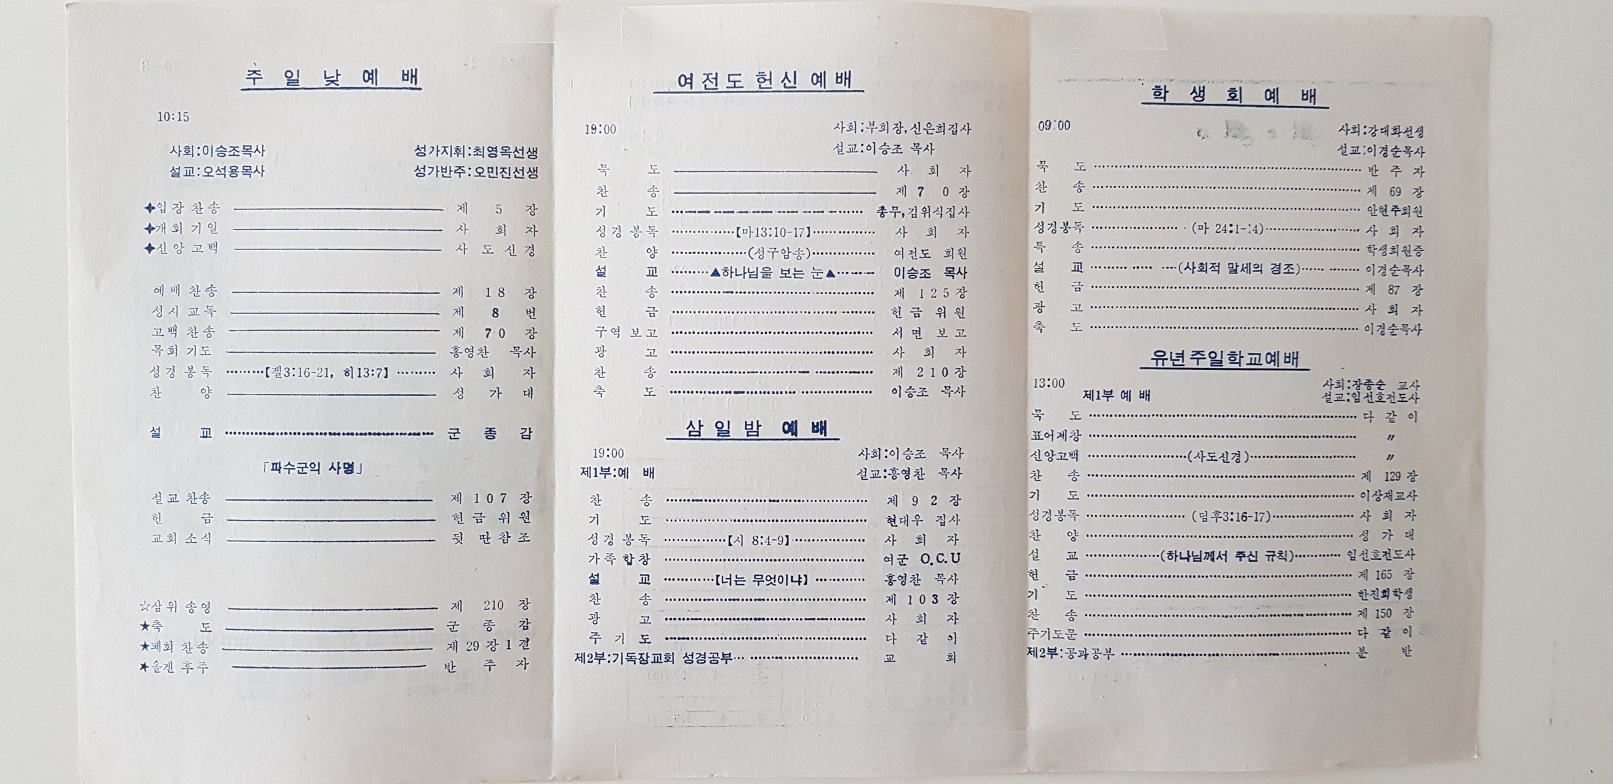 주 일 낮 예 배
10:15
사회:이승조목사 성가지휘:최영옥선생
설교:오석용목사 성가반주:오민진선생
✦입장 찬송 제 5 장
✦개회 기일 사 회 자
✦신앙 고백 사 도 신 경
예배 찬송 제 18 장
성시 교독 제 8 번
고백 찬송 제 70 장
목회 기도 홍영찬 목사
성경 봉독 【겔3:16-21, 히13:7】 사 회 자
찬 양 성 가 대
설 교 군 종 감
「파수군의 사명」
설교 찬송 제 107 장
헌 금 헌 금 위 원
교회 소식 뒷 딴 참조
☆삼위 송영 제 210 장
★축 도 군 종 감
★폐회 찬송 제 29 장 1 절
★올겐 후주 반 주 자
여전도 헌신 예배
19:00 사회:부회장,신은희집사
설교:이승조 목사
묵 도 사 회 자
찬 송 제 7 0 장
기 도 총무,김위식집사
성경 봉독 【마13:10-17】 사 회 자
찬 양 (성구암송) 여전도 회원
설 교 ▲하나님을 보는 눈▲ 이승조 목사
찬 송 제 125 장
헌 금 헌 금 위 원
구역 보고 서 면 보 고
광 고 사 회 자
찬 송 제 210 장
축 도 이승조 목사
삼 일 밤 예 배
19:00 사회:이승조 목사
제1부:예 배 설교:홍영찬 목사
찬 송 제 9 2 장
기 도 현대우 집사
성경 봉독 【시 8:4-9】 사 회 자
가족 합창 여군 O.C.U
설 교 【너는 무엇이냐】 홍영찬 목사
찬 송 제 103 장
광 고 사 회 자
주 기 도 다 같 이
제2부:기독장교회 성경공부 교 회
학 생 회 예 배
09:00 사회:강대화선생
설교:이경순목사
묵 도 반 주 자
찬 송 제 69 장
기 도 안현주회원
성경봉독 (마 24:1-14) 사 회 자
특 송 학생회원중
설 교 (사회적 말세의 경조) 이경순목사
헌 금 제 87 장
광 고 사 회 자
축 도 이경순목사
유년주일학교예배
13:00 사회:장중순 교사
제1부 예 배 설교:임선호전도사
묵 도 다 같 이
표어제창 〃
신앙고백 (사도신경) 〃
찬 송 제 129 장
기 도 이상재교사
성경봉독 (딤후3:16-17) 사 회 자
찬 양 성 가 대
설 교 (하나님께서 주신 규칙) 임선호전도사
헌 금 제 165 장
기 도 한진희학생
찬 송 제 150 장
주기도문 다 같 이
제2부:공과공부 분 반